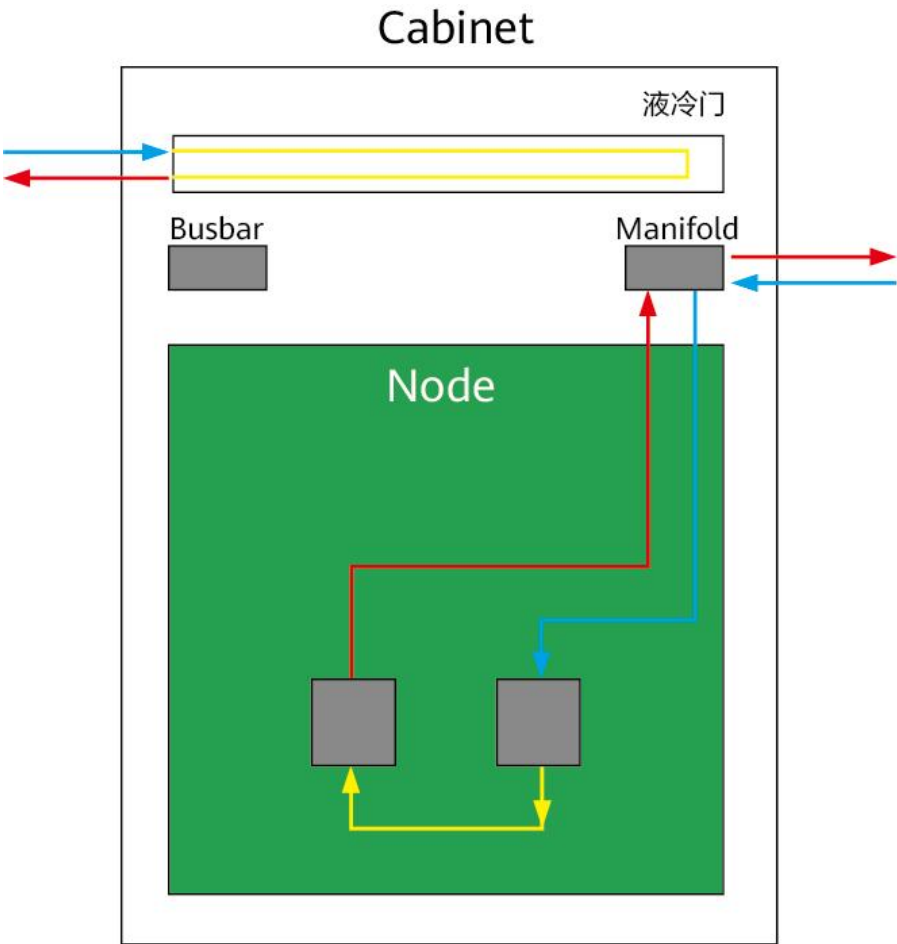 Cabinet
液冷门
Busbar
Manifold
Node